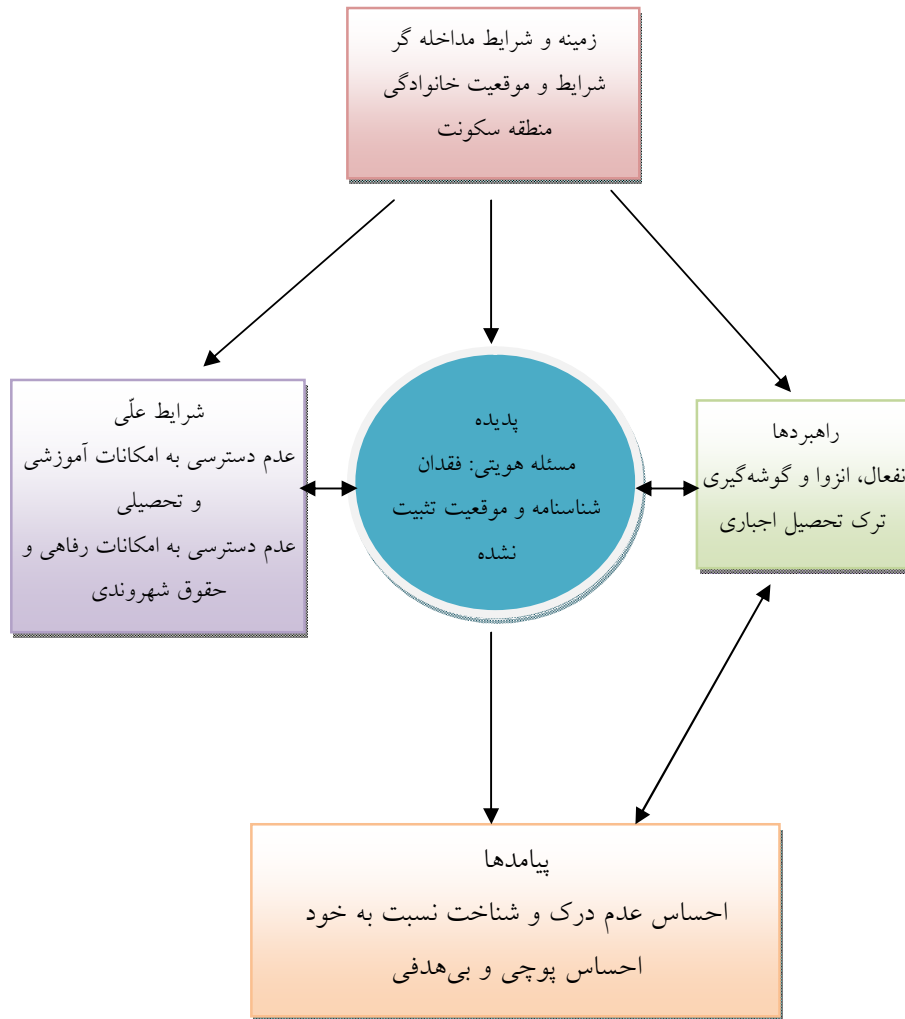 زمینه و شرایط مداخله گر
شرایط و موقعیت خانوادگی
منطقه سکونت
پدیده
مسئله هویتی: فقدان
شناسنامه و موقعیت تثبیت
نشده
راهبردها
نفعال، انزوا و گوشه‌گیری
ترک تحصیل اجباری
شرایط علّی
عدم دسترسی به امکانات آموزشی
و تحصیلی
عدم دسترسی به امکانات رفاهی و
حقوق شهروندی
پیامدها
احساس عدم درک و شناخت نسبت به خود
احساس پوچی و بی‌هدفی